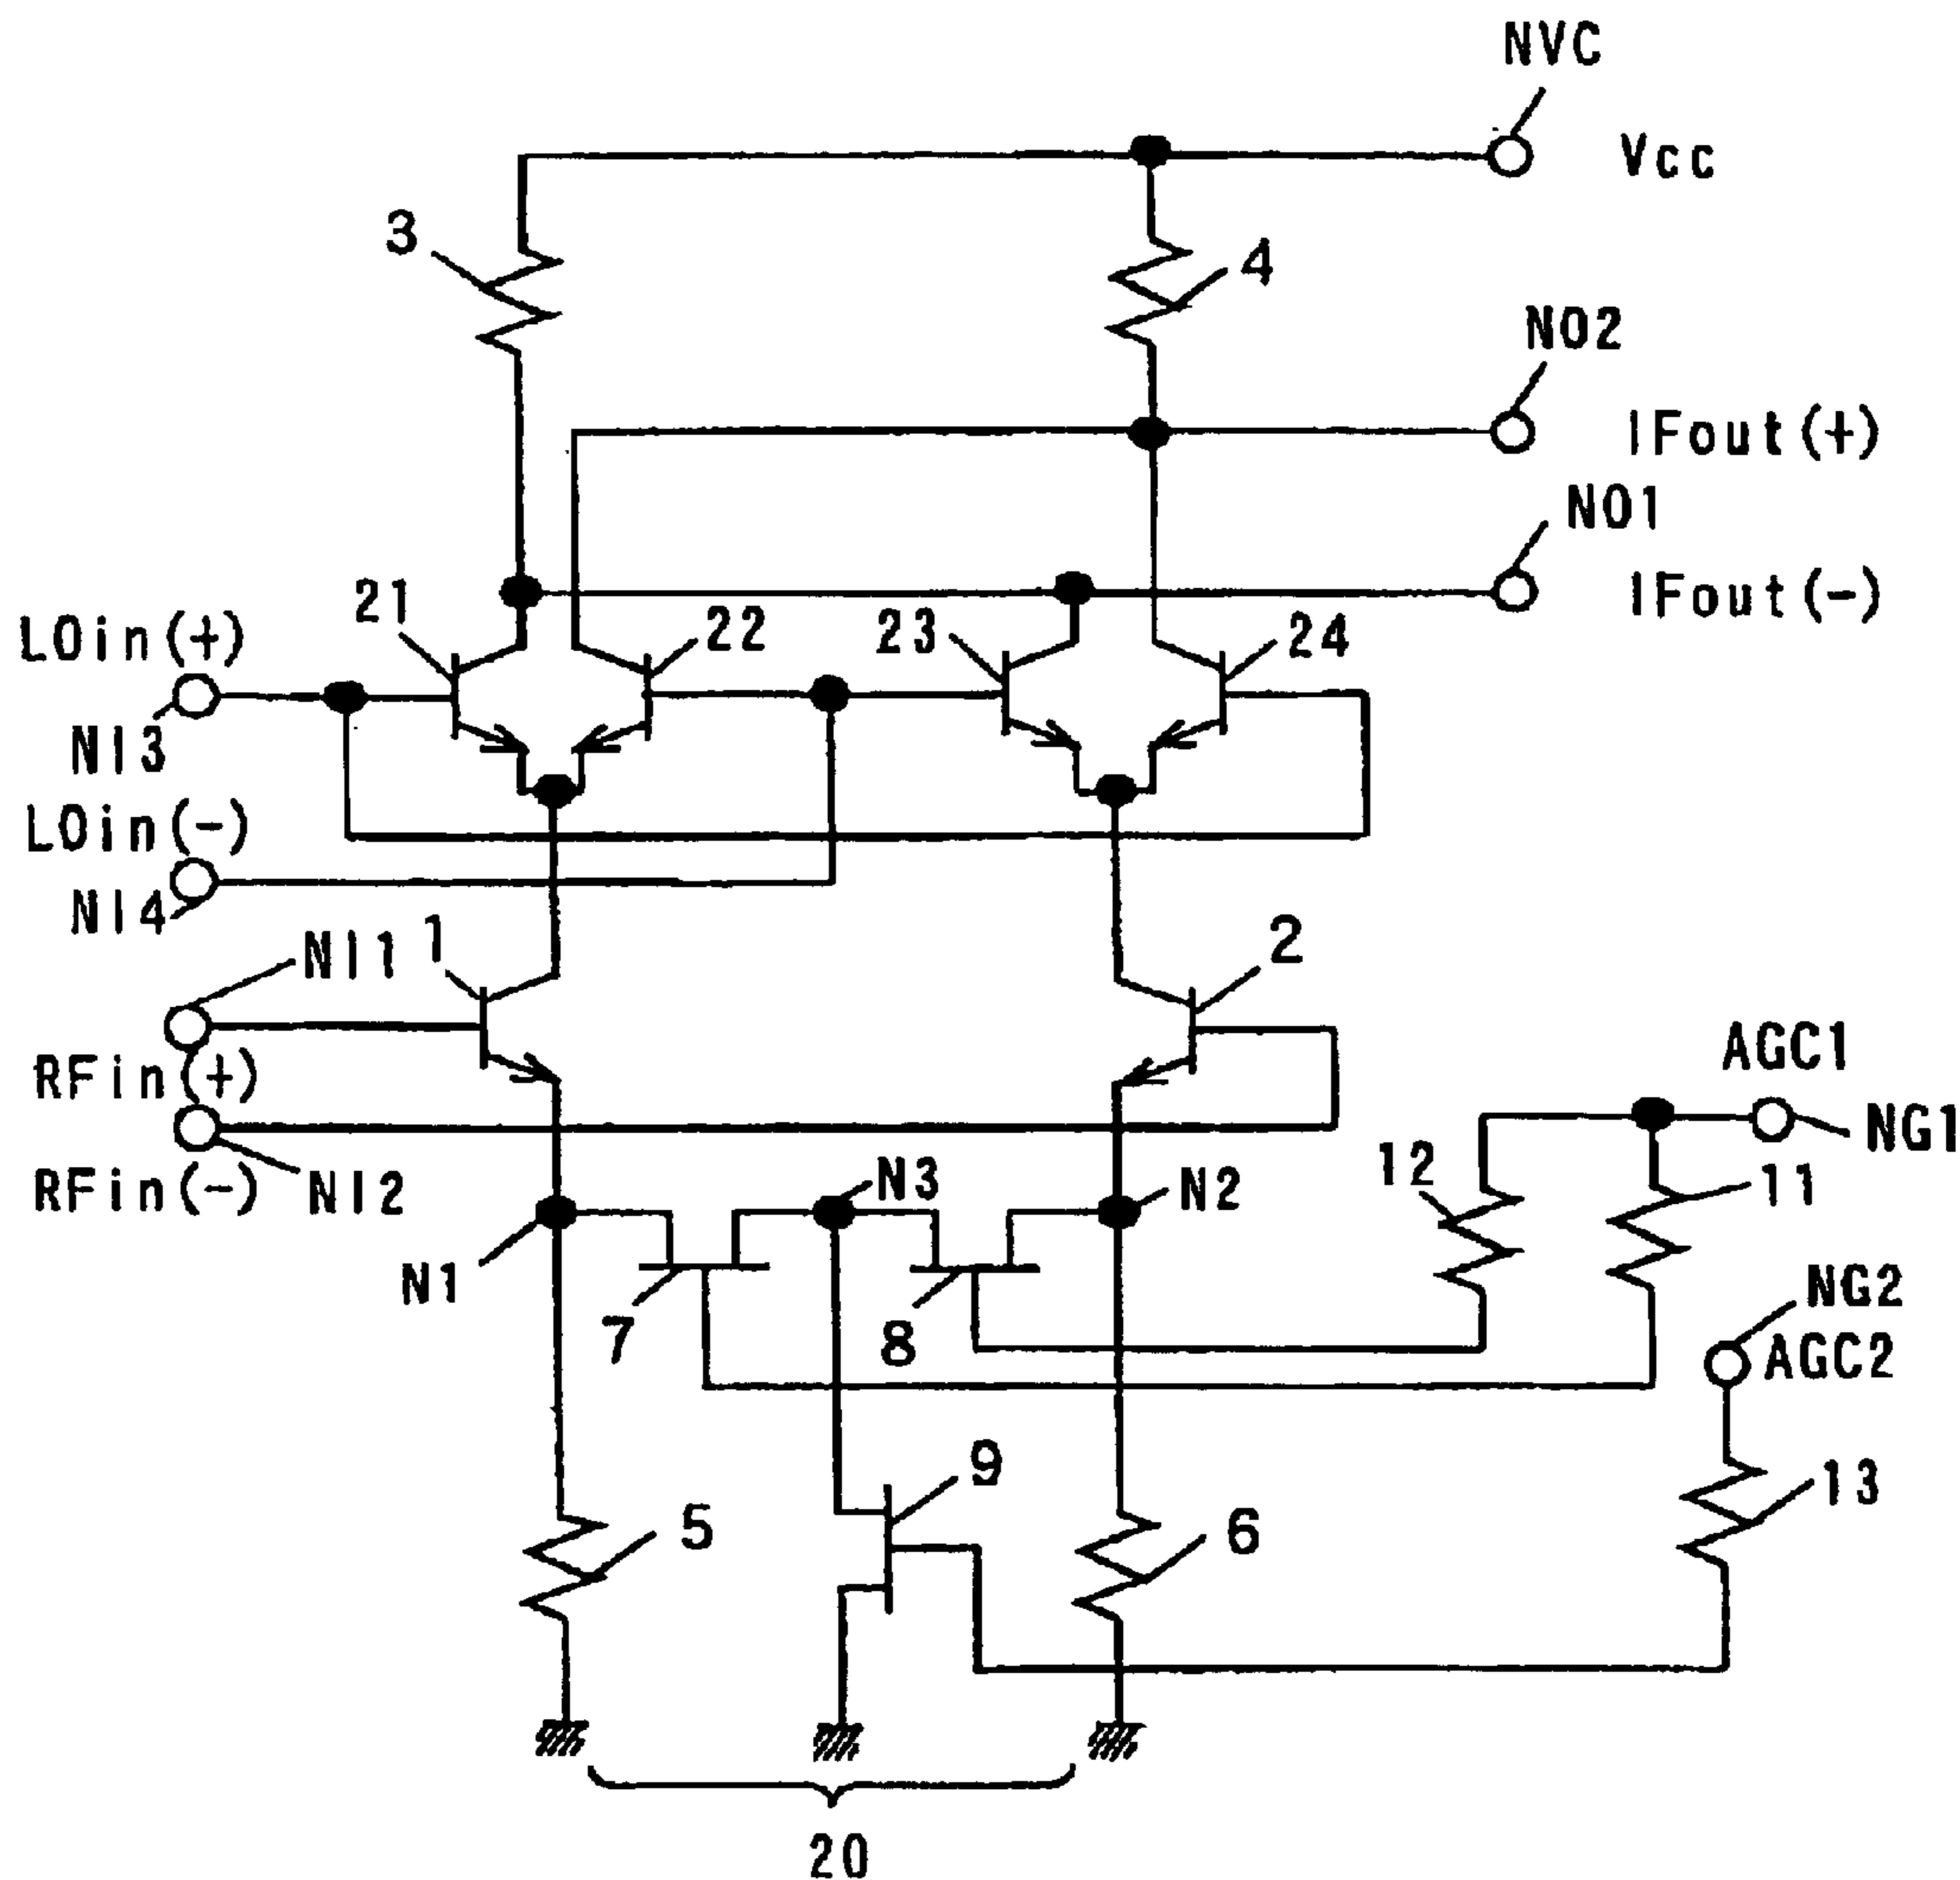 NVC
Vcc
3
4
NO2
IFout(+)
NO1
IFout(-)
21
22
23
24
LOin(+)
NI3
LOin(-)
NI4
NI1
1
2
RFin(+)
RFin(-)
NI2
AGC1
NG1
12
11
N3
N2
N1
NG2
AGC2
7
8
9
13
5
6
20